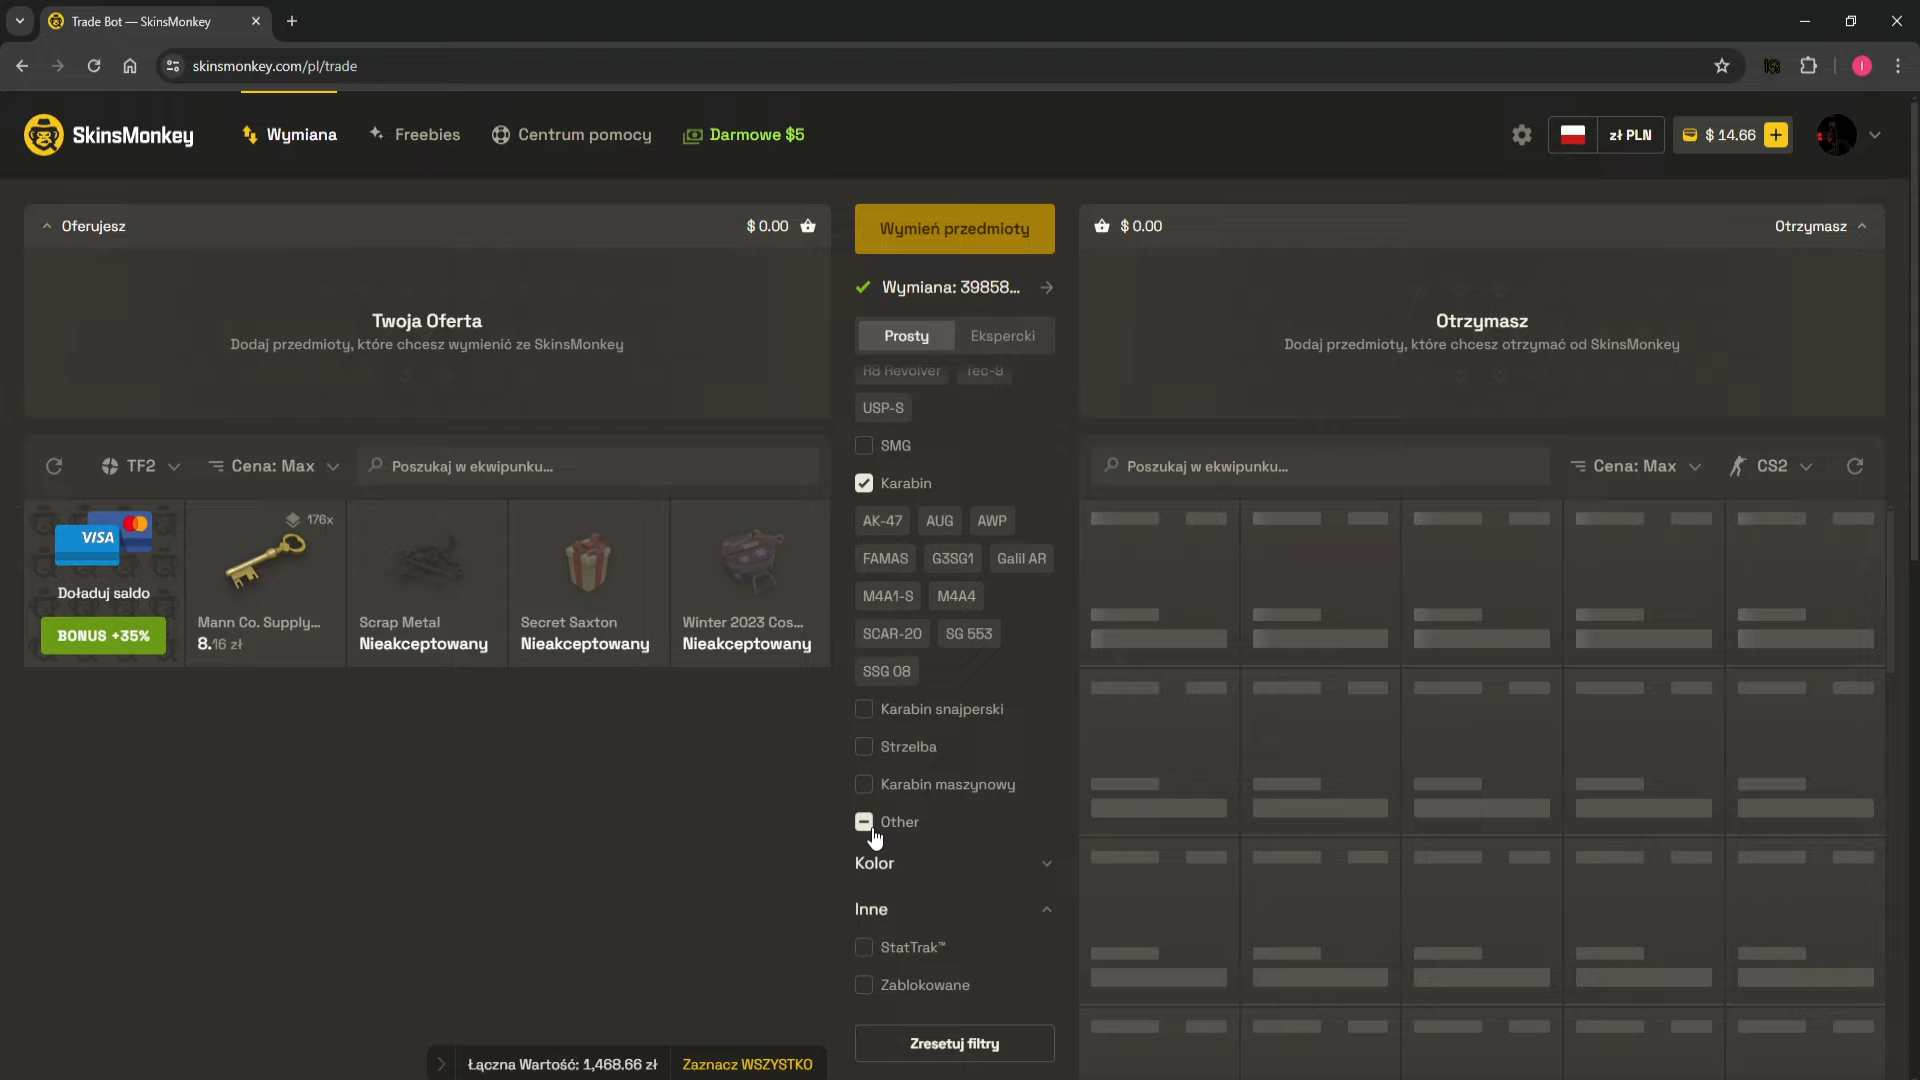 Trade Bot — SkinsMonkey
skinsmonkey.com/pl/trade
SkinsMonkey
Wymiana
Freebies
Centrum pomocy
Darmowe $5
zł PLN
$ 14.66
Oferujesz
$ 0.00
Twoja Oferta
Dodaj przedmioty, które chcesz wymienić ze SkinsMonkey
TF2
Cena: Max
Poszukaj w ekwipunku...
VISA
Doładuj saldo
BONUS +35%
176x
Mann Co. Supply...
8.16 zł
Scrap Metal
Nieakceptowany
Secret Saxton
Nieakceptowany
Winter 2023 Cos...
Nieakceptowany
Łączna Wartość: 1,468.66 zł
Zaznacz WSZYSTKO
Wymień przedmioty
Wymiana: 39858...
Prosty
Ekspercki
R8 Revolver
Tec-9
USP-S
SMG
Karabin
AK-47
AUG
AWP
FAMAS
G3SG1
Galil AR
M4A1-S
M4A4
SCAR-20
SG 553
SSG 08
Karabin snajperski
Strzelba
Karabin maszynowy
Other
Kolor
Inne
StatTrak™
Zablokowane
Zresetuj filtry
$ 0.00
Otrzymasz
Otrzymasz
Dodaj przedmioty, które chcesz otrzymać od SkinsMonkey
Poszukaj w ekwipunku...
Cena: Max
CS2